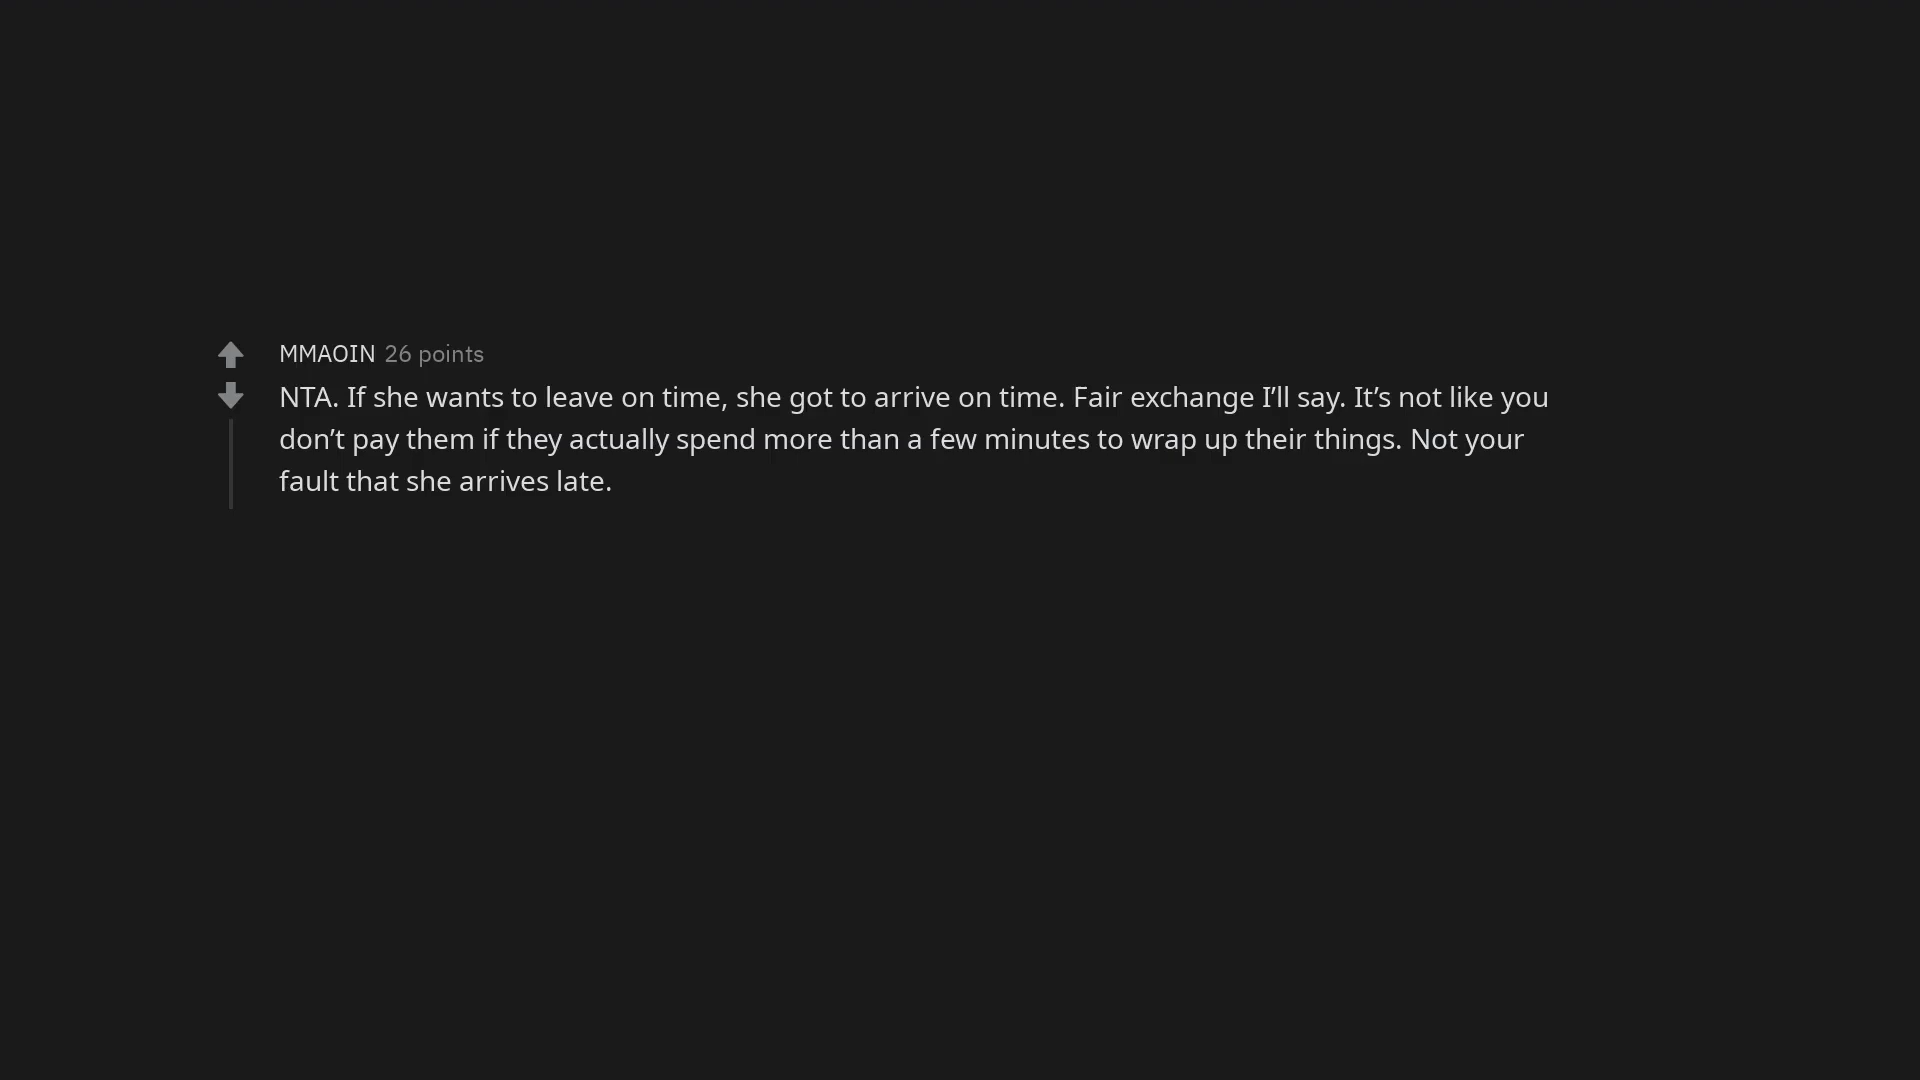 MMAOIN 26 points
NTA. If she wants to leave on time, she got to arrive on time. Fair exchange I’ll say. It’s not like you
don’t pay them if they actually spend more than a few minutes to wrap up their things. Not your
fault that she arrives late.